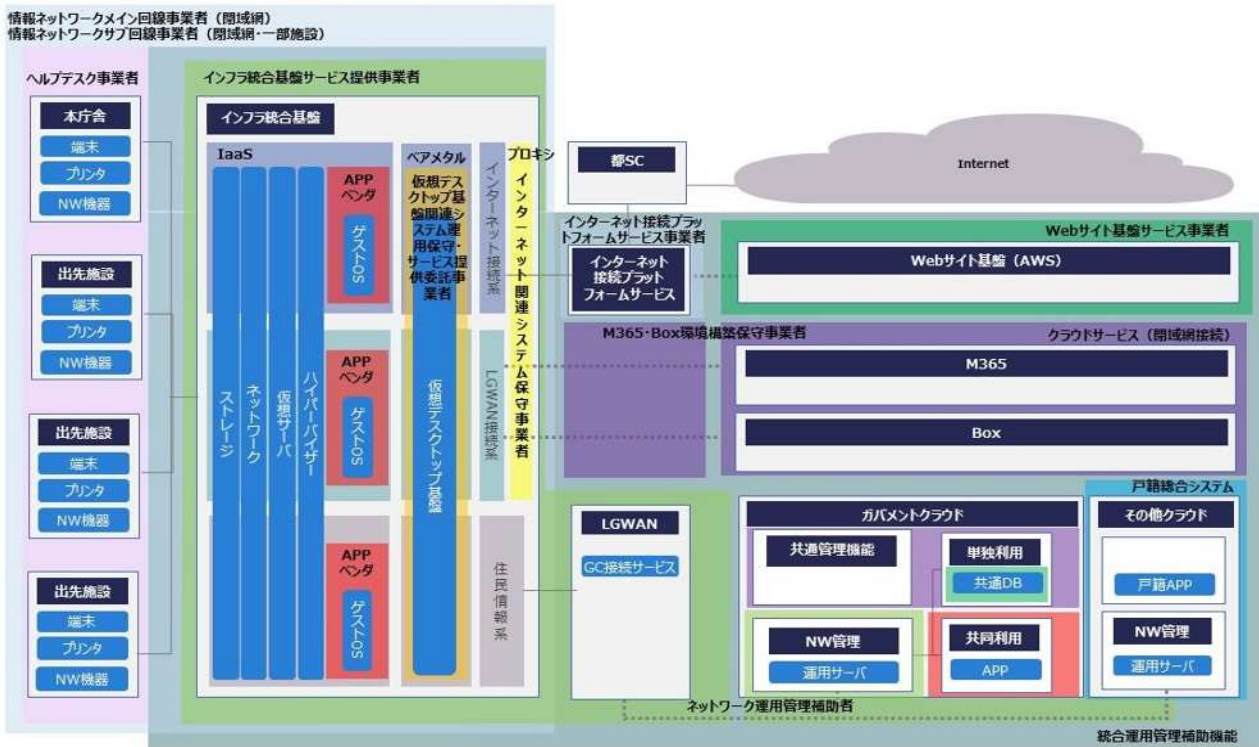 情報ネットワークメイン回線事業者（閉域網）
情報ネットワークサブ回線事業者（閉域網・一部施設）
ヘルプデスク事業者
本庁舎
端末
プリンタ
NW機器
出先施設
端末
プリンタ
NW機器
出先施設
端末
プリンタ
NW機器
出先施設
端末
プリンタ
NW機器
インフラ統合基盤サービス提供事業者
インフラ統合基盤
IaaS
ストレージ
ネットワーク
仮想サーバ
ハイパーバイザー
APP
ベンダ
ゲストOS
APP
ベンダ
ゲストOS
APP
ベンダ
ゲストOS
ベアメタル
仮想デス
クトップ基
盤関連シ
ステム運
用保守・
サービス提
供委託事
業者
仮想デスクトップ基盤
インターネット接続系
LGWAN接続系
住民情報系
プロキシ
インターネット関連システム保守事業者
都SC
Internet
インターネット接続プラッ
トフォームサービス事業者
インターネット
接続プラット
フォームサービス
Webサイト基盤サービス事業者
Webサイト基盤（AWS）
M365・Box環境構築保守事業者
クラウドサービス（閉域網接続）
M365
Box
LGWAN
GC接続サービス
ガバメントクラウド
共通管理機能
単独利用
共通DB
NW管理
運用サーバ
共同利用
APP
戸籍総合システム
その他クラウド
戸籍APP
NW管理
運用サーバ
ネットワーク運用管理補助者
統合運用管理補助機能